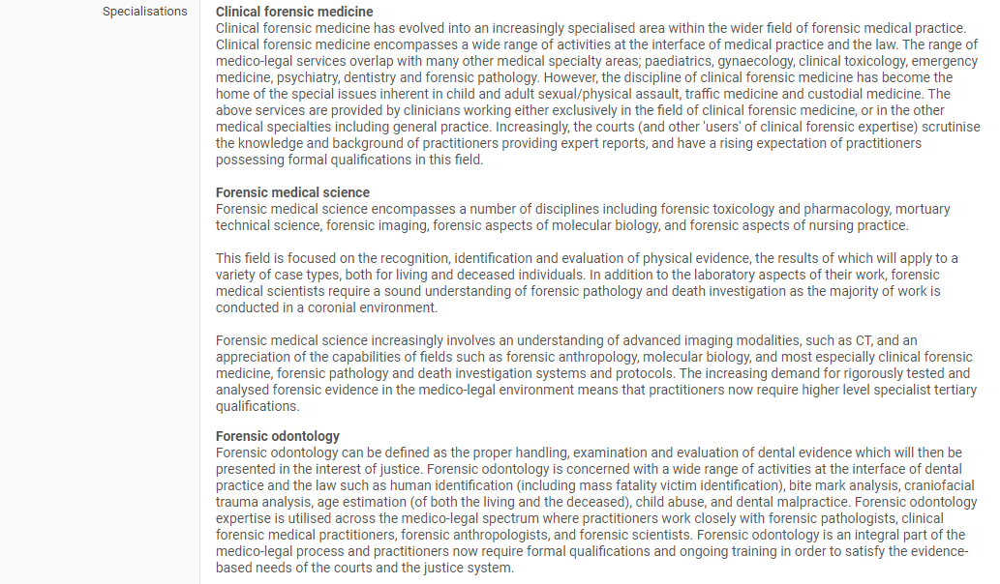 Specialisations
Clinical forensic medicine
Clinical forensic medicine has evolved into an increasingly specialised area within the wider field of forensic medical practice.
Clinical forensic medicine encompasses a wide range of activities at the interface of medical practice and the law. The range of
medico-legal services overlap with many other medical specialty areas; paediatrics, gynaecology, clinical toxicology, emergency
medicine, psychiatry, dentistry and forensic pathology. However, the discipline of clinical forensic medicine has become the
home of the special issues inherent in child and adult sexual/physical assault, traffic medicine and custodial medicine. The
above services are provided by clinicians working either exclusively in the field of clinical forensic medicine, or in the other
medical specialties including general practice. Increasingly, the courts (and other 'users' of clinical forensic expertise) scrutinise
the knowledge and background of practitioners providing expert reports, and have a rising expectation of practitioners
possessing formal qualifications in this field.
Forensic medical science
Forensic medical science encompasses a number of disciplines including forensic toxicology and pharmacology, mortuary
technical science, forensic imaging, forensic aspects of molecular biology, and forensic aspects of nursing practice.
This field is focused on the recognition, identification and evaluation of physical evidence, the results of which will apply to a
variety of case types, both for living and deceased individuals. In addition to the laboratory aspects of their work, forensic
medical scientists require a sound understanding of forensic pathology and death investigation as the majority of work is
conducted in a coronial environment.
Forensic medical science increasingly involves an understanding of advanced imaging modalities, such as CT, and an
appreciation of the capabilities of fields such as forensic anthropology, molecular biology, and most especially clinical forensic
medicine, forensic pathology and death investigation systems and protocols. The increasing demand for rigorously tested and
analysed forensic evidence in the medico-legal environment means that practitioners now require higher level specialist tertiary
qualifications.
Forensic odontology
Forensic odontology can be defined as the proper handling, examination and evaluation of dental evidence which will then be
presented in the interest of justice. Forensic odontology is concerned with a wide range of activities at the interface of dental
practice and the law such as human identification (including mass fatality victim identification), bite mark analysis, craniofacial
trauma analysis, age estimation (of both the living and the deceased), child abuse, and dental malpractice. Forensic odontology
expertise is utilised across the medico-legal spectrum where practitioners work closely with forensic pathologists, clinical
forensic medical practitioners, forensic anthropologists, and forensic scientists. Forensic odontology is an integral part of the
medico-legal process and practitioners now require formal qualifications and ongoing training in order to satisfy the evidence-
based needs of the courts and the justice system.